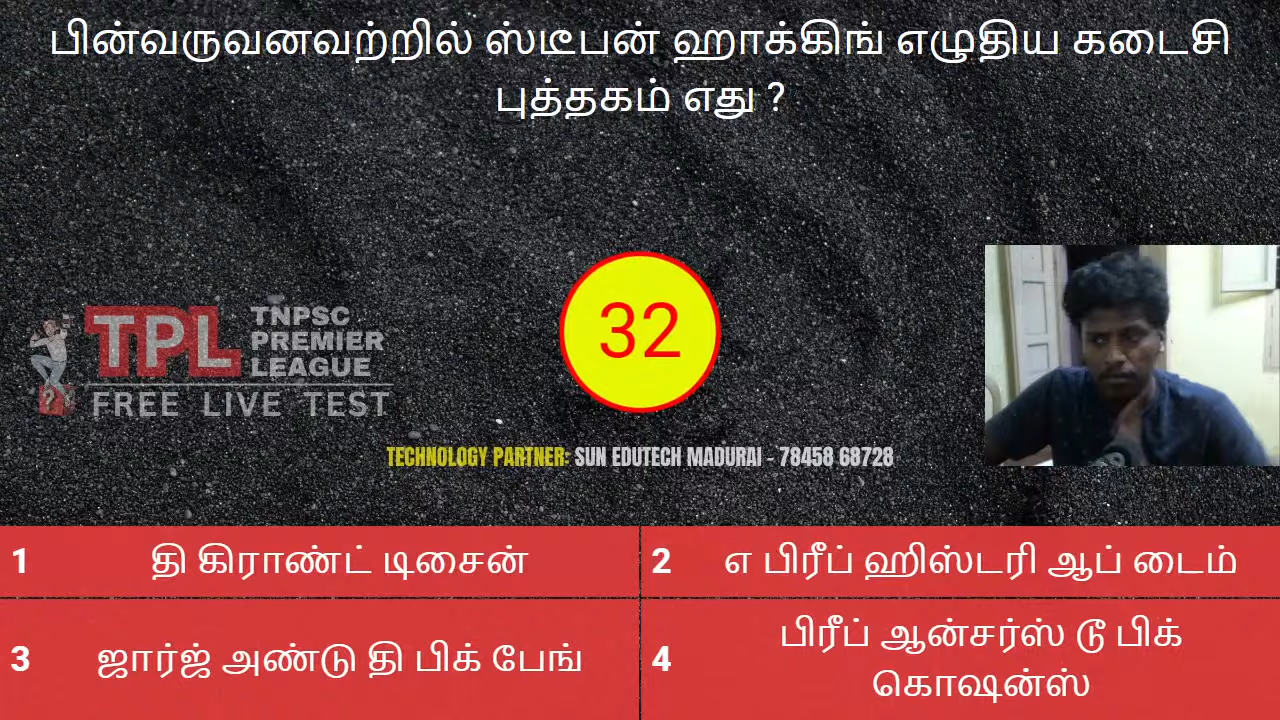 பின்வருவனவற்றில் ஸ்டீபன் ஹாக்கிங் எழுதிய கடைசி
புத்தகம் எது ?
32
TPL
TNPSC
PREMIER
LEAGUE
?
FREE LIVE TEST
TECHNOLOGY PARTNER: SUN EDUTECH MADURAI - 78458 68728
1 தி கிராண்ட் டிசைன்
2 எ பிரீப் ஹிஸ்டரி ஆப் டைம்
3 ஜார்ஜ் அண்டு தி பிக் பேங்
4 பிரீப் ஆன்சர்ஸ் டூ பிக்
கொஷன்ஸ்